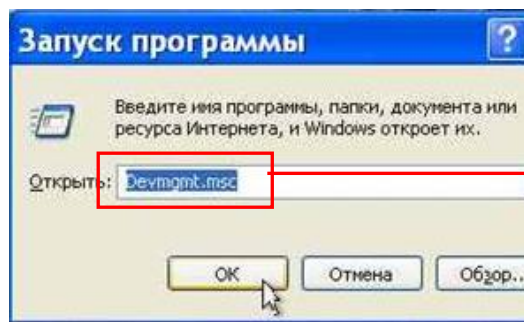 Запуск программы
?
Введите имя программы, папки, документа или
ресурса Интернета, и Windows откроет их.
Открыть: Devmgmt.msc
OK Отмена Обзор..